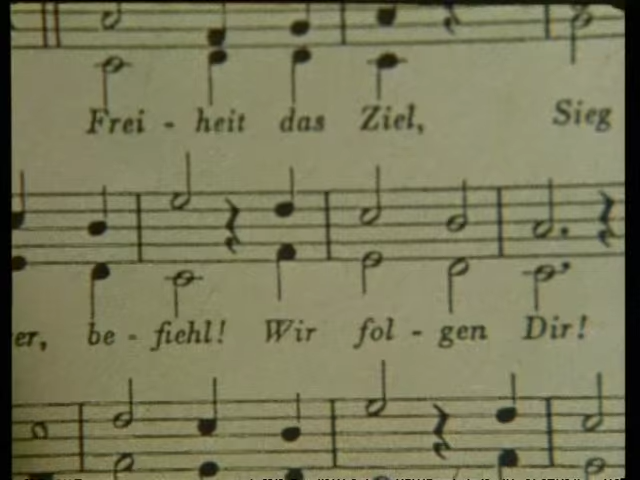 Frei - heit das Ziel, Sieg
er, be - fiehl! Wir fol - gen Dir!